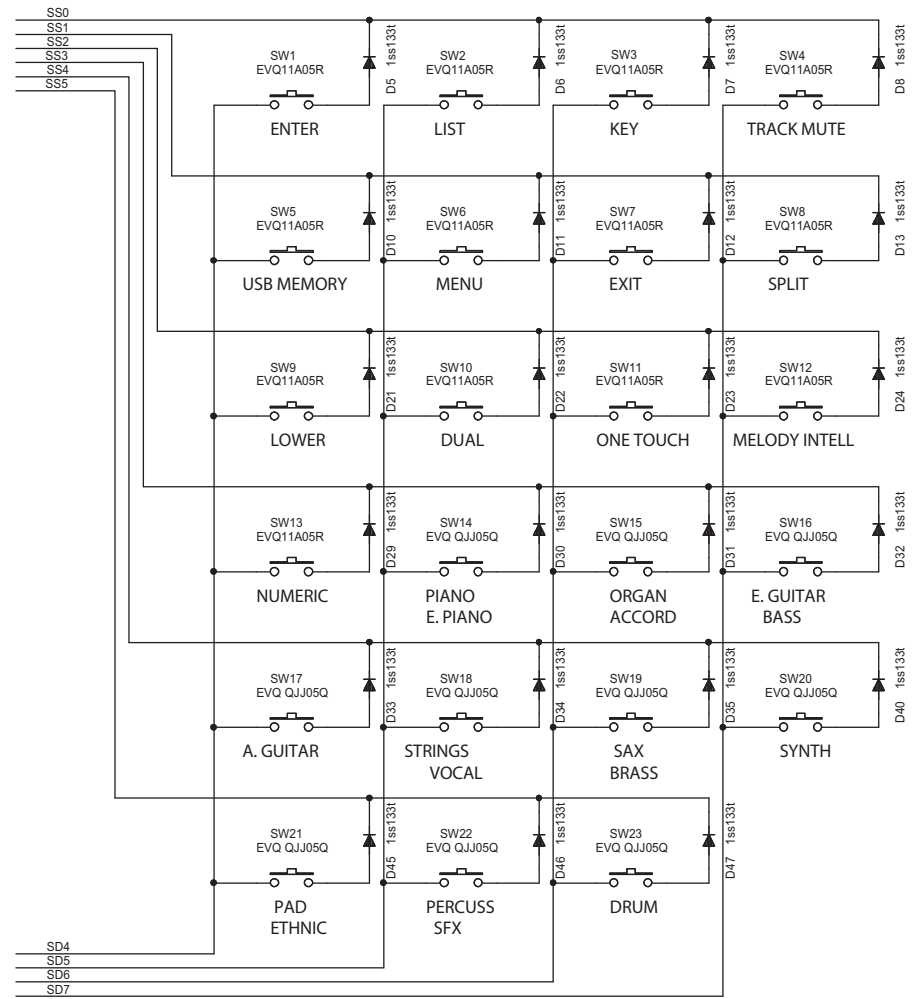 SS0
SS1
SS2
SS3
SS4
SS5
SW1
EVQ11A05R
ENTER
D5 1ss133t
SW2
EVQ11A05R
LIST
D6 1ss133t
SW3
EVQ11A05R
KEY
D7 1ss133t
SW4
EVQ11A05R
TRACK MUTE
D8 1ss133t
SW5
EVQ11A05R
USB MEMORY
D10 1ss133t
SW6
EVQ11A05R
MENU
D11 1ss133t
SW7
EVQ11A05R
EXIT
D12 1ss133t
SW8
EVQ11A05R
SPLIT
D13 1ss133t
SW9
EVQ11A05R
LOWER
D21 1ss133t
SW10
EVQ11A05R
DUAL
D22 1ss133t
SW11
EVQ11A05R
ONE TOUCH
D23 1ss133t
SW12
EVQ11A05R
MELODY INTELL
D24 1ss133t
SW13
EVQ11A05R
NUMERIC
D29 1ss133t
SW14
EVQ QJJ05Q
PIANO
E. PIANO
D30 1ss133t
SW15
EVQ QJJ05Q
ORGAN
ACCORD
D31 1ss133t
SW16
EVQ QJJ05Q
E. GUITAR
BASS
D32 1ss133t
SW17
EVQ QJJ05Q
A. GUITAR
D33 1ss133t
SW18
EVQ QJJ05Q
STRINGS
VOCAL
D34 1ss133t
SW19
EVQ QJJ05Q
SAX
BRASS
D35 1ss133t
SW20
EVQ QJJ05Q
SYNTH
D40 1ss133t
SW21
EVQ QJJ05Q
PAD
ETHNIC
D45 1ss133t
SW22
EVQ QJJ05Q
PERCUSS
SFX
D46 1ss133t
SW23
EVQ QJJ05Q
DRUM
D47 1ss133t
SD4
SD5
SD6
SD7